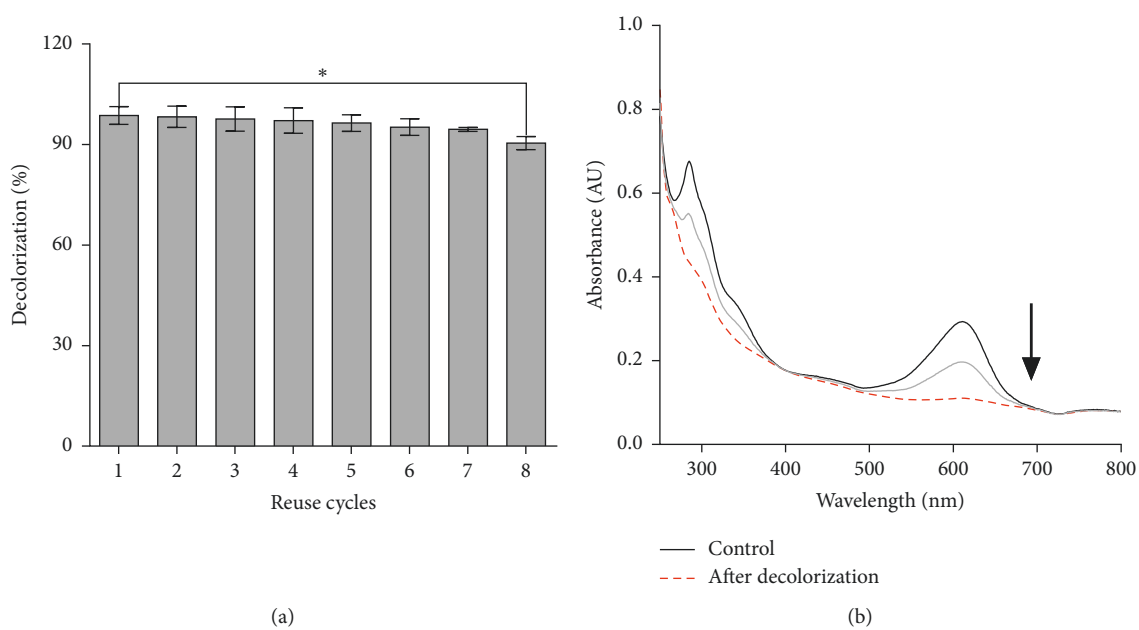 120
90
60
30
0
Decolorization (%)
*
1 2 3 4 5 6 7 8
Reuse cycles
(a)
1.0
0.8
0.6
0.4
0.2
0.0
Absorbance (AU)
300 400 500 600 700 800
Wavelength (nm)
Control
After decolorization
(b)